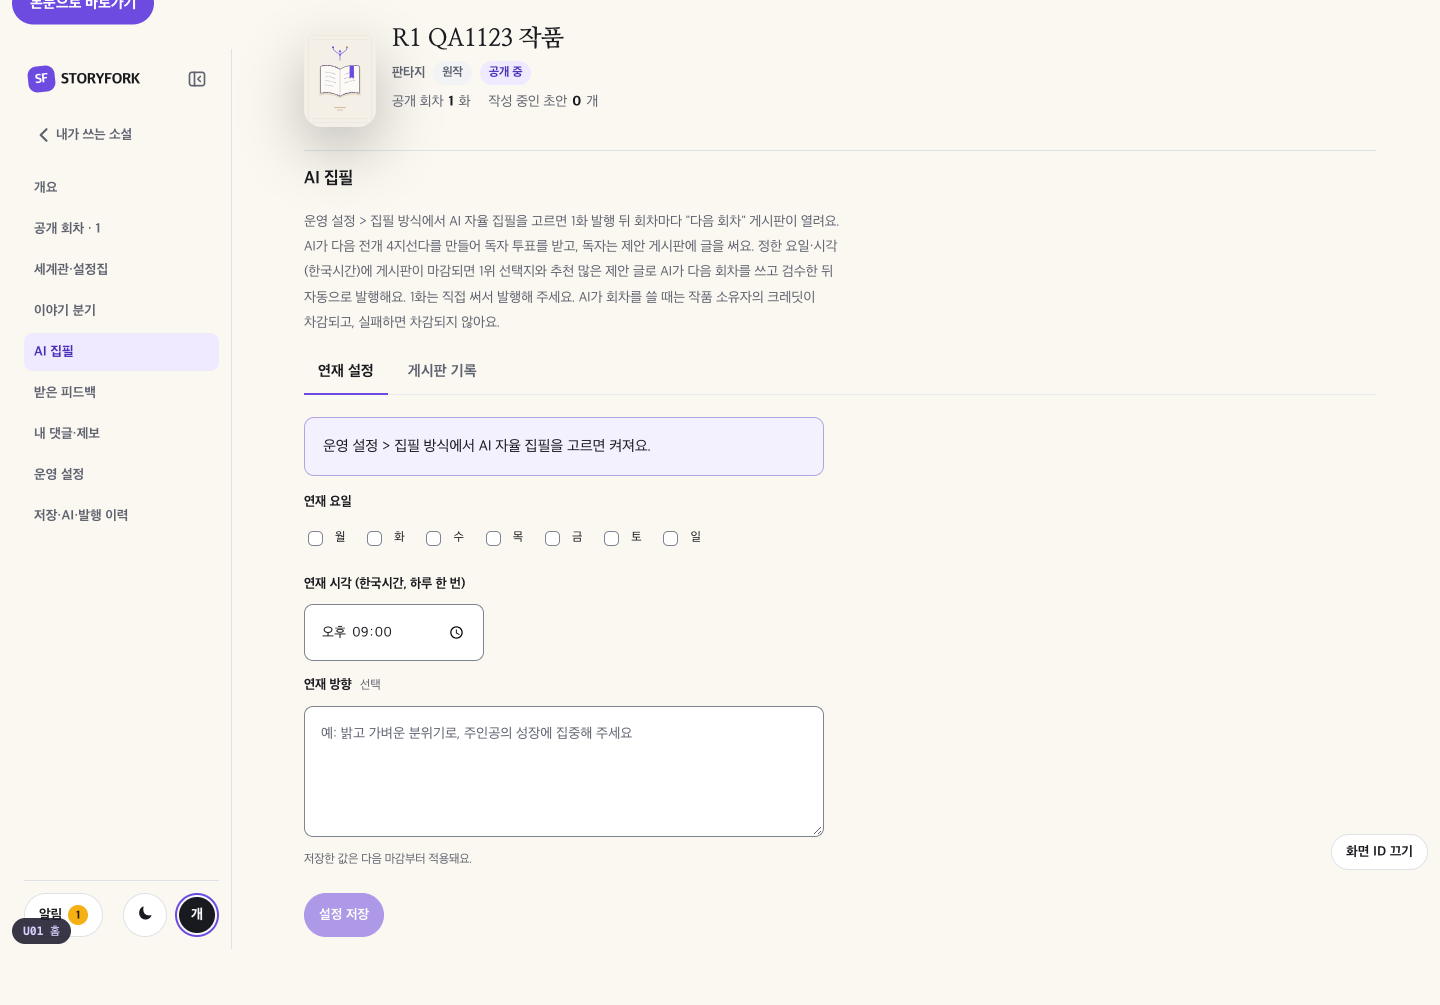 본문으로 바로가기
SF STORYFORK
내가 쓰는 소설
개요
공개 회차 · 1
세계관·설정집
이야기 분기
AI 집필
받은 피드백
내 댓글·제보
운영 설정
저장·AI·발행 이력
알림 1
개
U01 홈
R1 QA1123 작품
판타지 원작 공개 중
공개 회차 1 화 작성 중인 초안 0 개
AI 집필
운영 설정 > 집필 방식에서 AI 자율 집필을 고르면 1화 발행 뒤 회차마다 "다음 회차" 게시판이 열려요.
AI가 다음 전개 4지선다를 만들어 독자 투표를 받고, 독자는 제안 게시판에 글을 써요. 정한 요일·시각
(한국시간)에 게시판이 마감되면 1위 선택지와 추천 많은 제안 글로 AI가 다음 회차를 쓰고 검수한 뒤
자동으로 발행해요. 1화는 직접 써서 발행해 주세요. AI가 회차를 쓸 때는 작품 소유자의 크레딧이
차감되고, 실패하면 차감되지 않아요.
연재 설정 게시판 기록
운영 설정 > 집필 방식에서 AI 자율 집필을 고르면 켜져요.
연재 요일
월 화 수 목 금 토 일
연재 시각 (한국시간, 하루 한 번)
오후 09:00
연재 방향 선택
예: 밝고 가벼운 분위기로, 주인공의 성장에 집중해 주세요
저장한 값은 다음 마감부터 적용돼요.
설정 저장
화면 ID 끄기